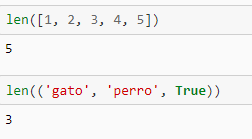 len([1, 2, 3, 4, 5])
5
len(('gato', 'perro', True))
3